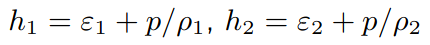 h₁ = ε₁ + p/ρ₁, h₂ = ε₂ + p/ρ₂